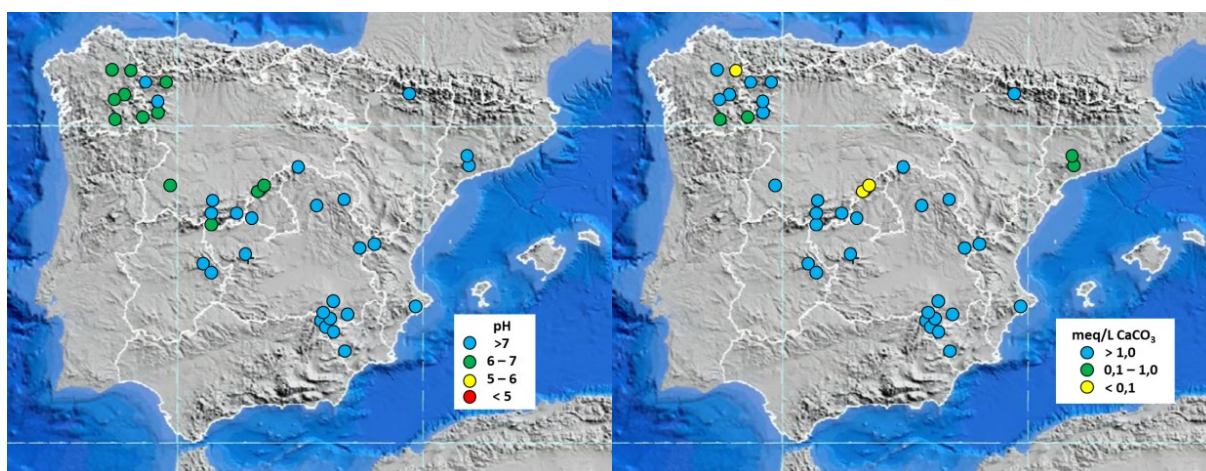 pH
>7
6 – 7
5 – 6
< 5
meq/L CaCO₃
> 1,0
0,1 – 1,0
< 0,1